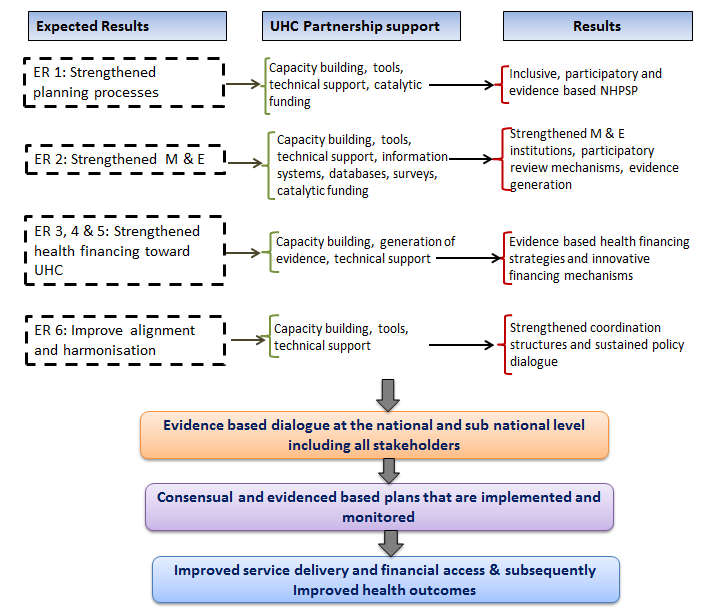 Expected Results
UHC Partnership support
Results
ER 1: Strengthened
planning processes
Capacity building, tools,
technical support, catalytic
funding
Inclusive, participatory and
evidence based NHPSP
ER 2: Strengthened M & E
Capacity building, tools,
technical support, information
systems, databases, surveys,
catalytic funding
Strengthened M & E
institutions, participatory
review mechanisms, evidence
generation
ER 3, 4 & 5: Strengthened
health financing toward
UHC
Capacity building, generation of
evidence, technical support
Evidence based health financing
strategies and innovative
financing mechanisms
ER 6: Improve alignment
and harmonisation
Capacity building, tools,
technical support
Strengthened coordination
structures and sustained policy
dialogue
Evidence based dialogue at the national and sub national level
including all stakeholders
Consensual and evidenced based plans that are implemented and
monitored
Improved service delivery and financial access & subsequently
Improved health outcomes